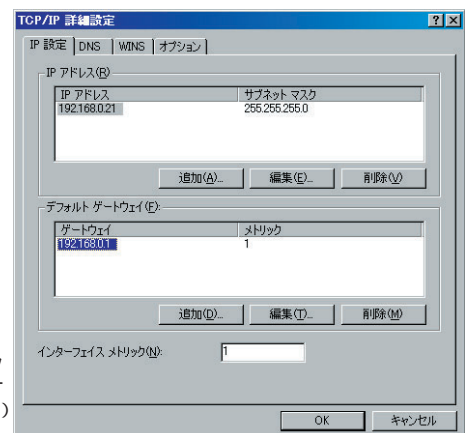 TCP/IP 詳細設定
IP 設定 DNS WINS オプション
IP アドレス(R)
IP アドレス サブネット マスク
192.168.0.21 255.255.255.0
追加(A)... 編集(E)... 削除(V)
デフォルト ゲートウェイ(F):
ゲートウェイ メトリック
192.168.0.1 1
追加(D)... 編集(T)... 削除(M)
インターフェイス メトリック(N): 1
)
OK キャンセル